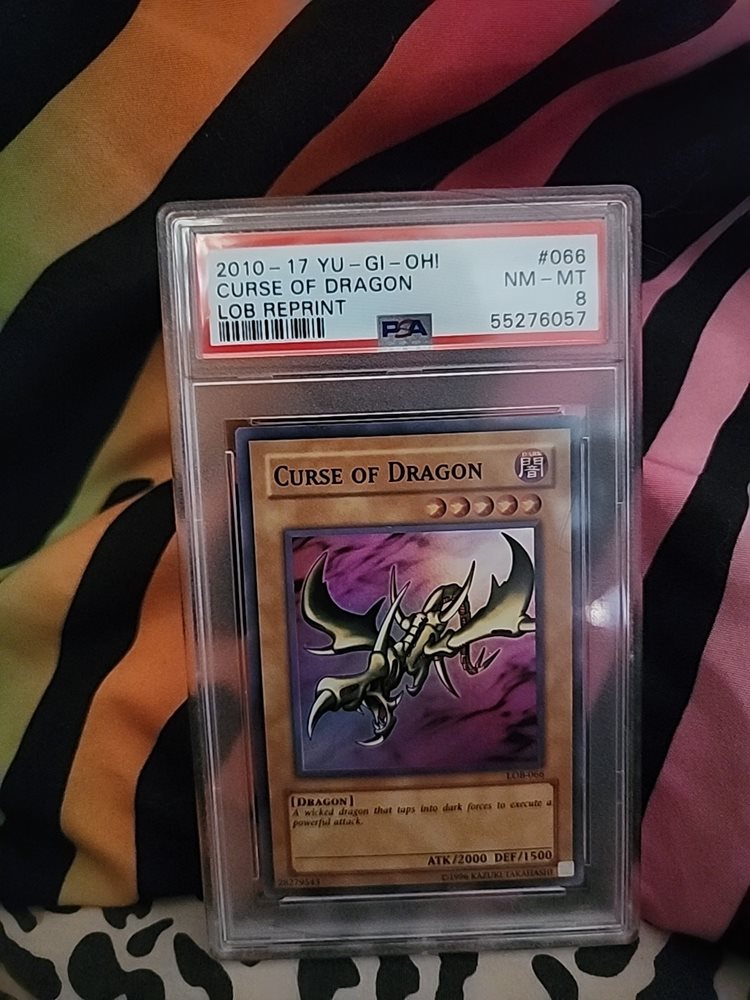 2010-17 YU-GI-OH! #066
CURSE OF DRAGON NM-MT
LOB REPRINT 8
PSA 55276057
CURSE OF DRAGON
DARK
闇
LOB-066
[DRAGON]
A wicked dragon that taps into dark forces to execute a
powerful attack.
ATK/2000 DEF/1500
28279543 ©1996 KAZUKI TAKAHASHI